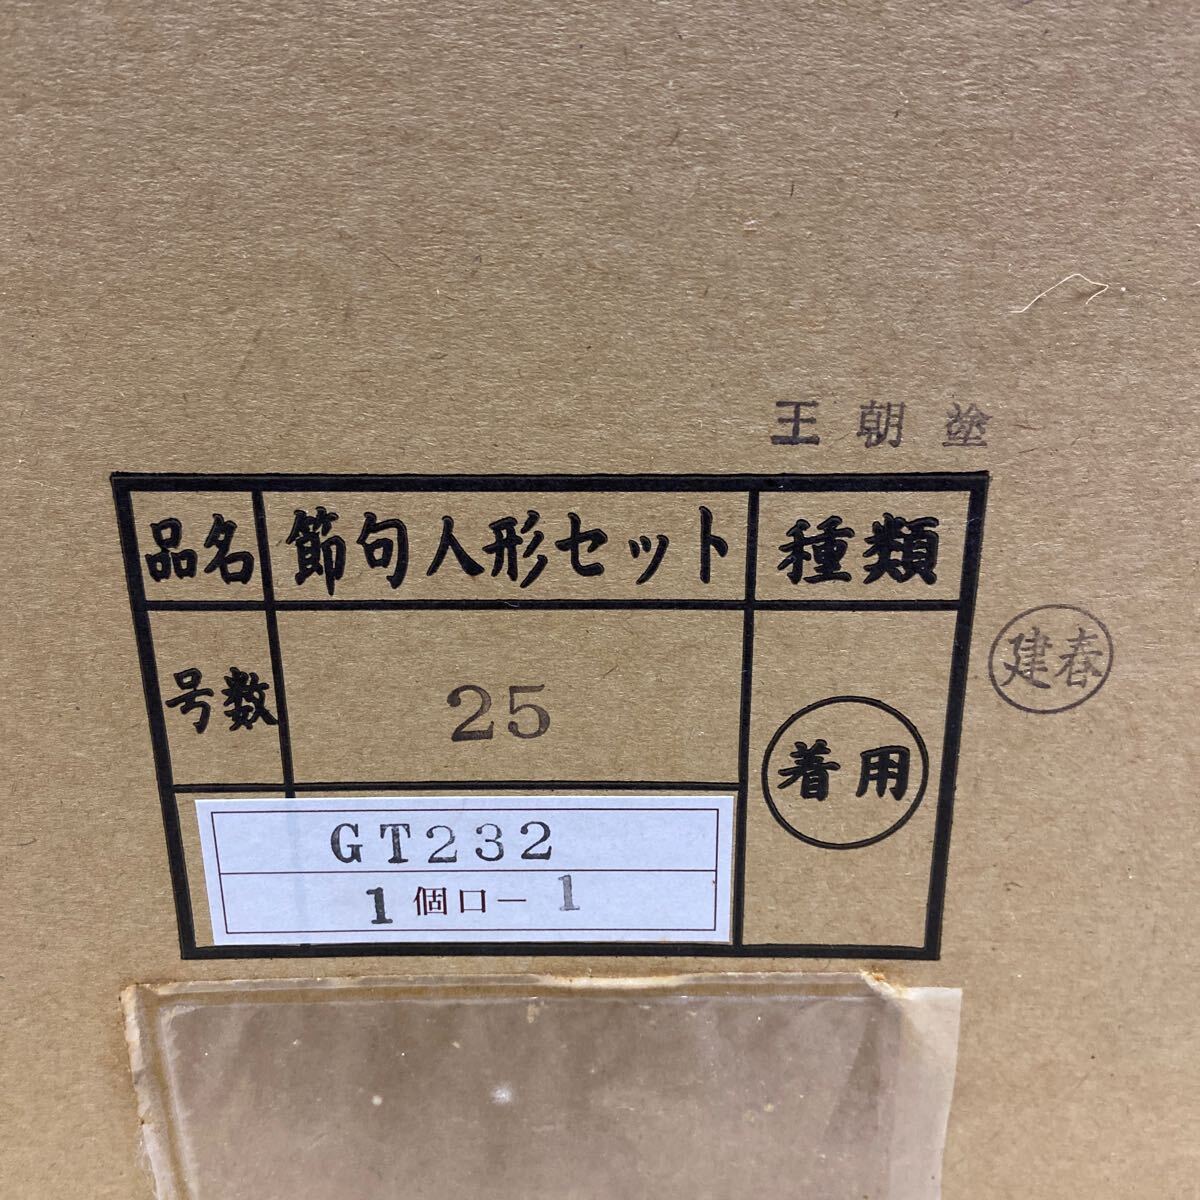 王朝塗
品名 節句人形セット 種類
建春
号数 25
着用
GT232
1個口-1